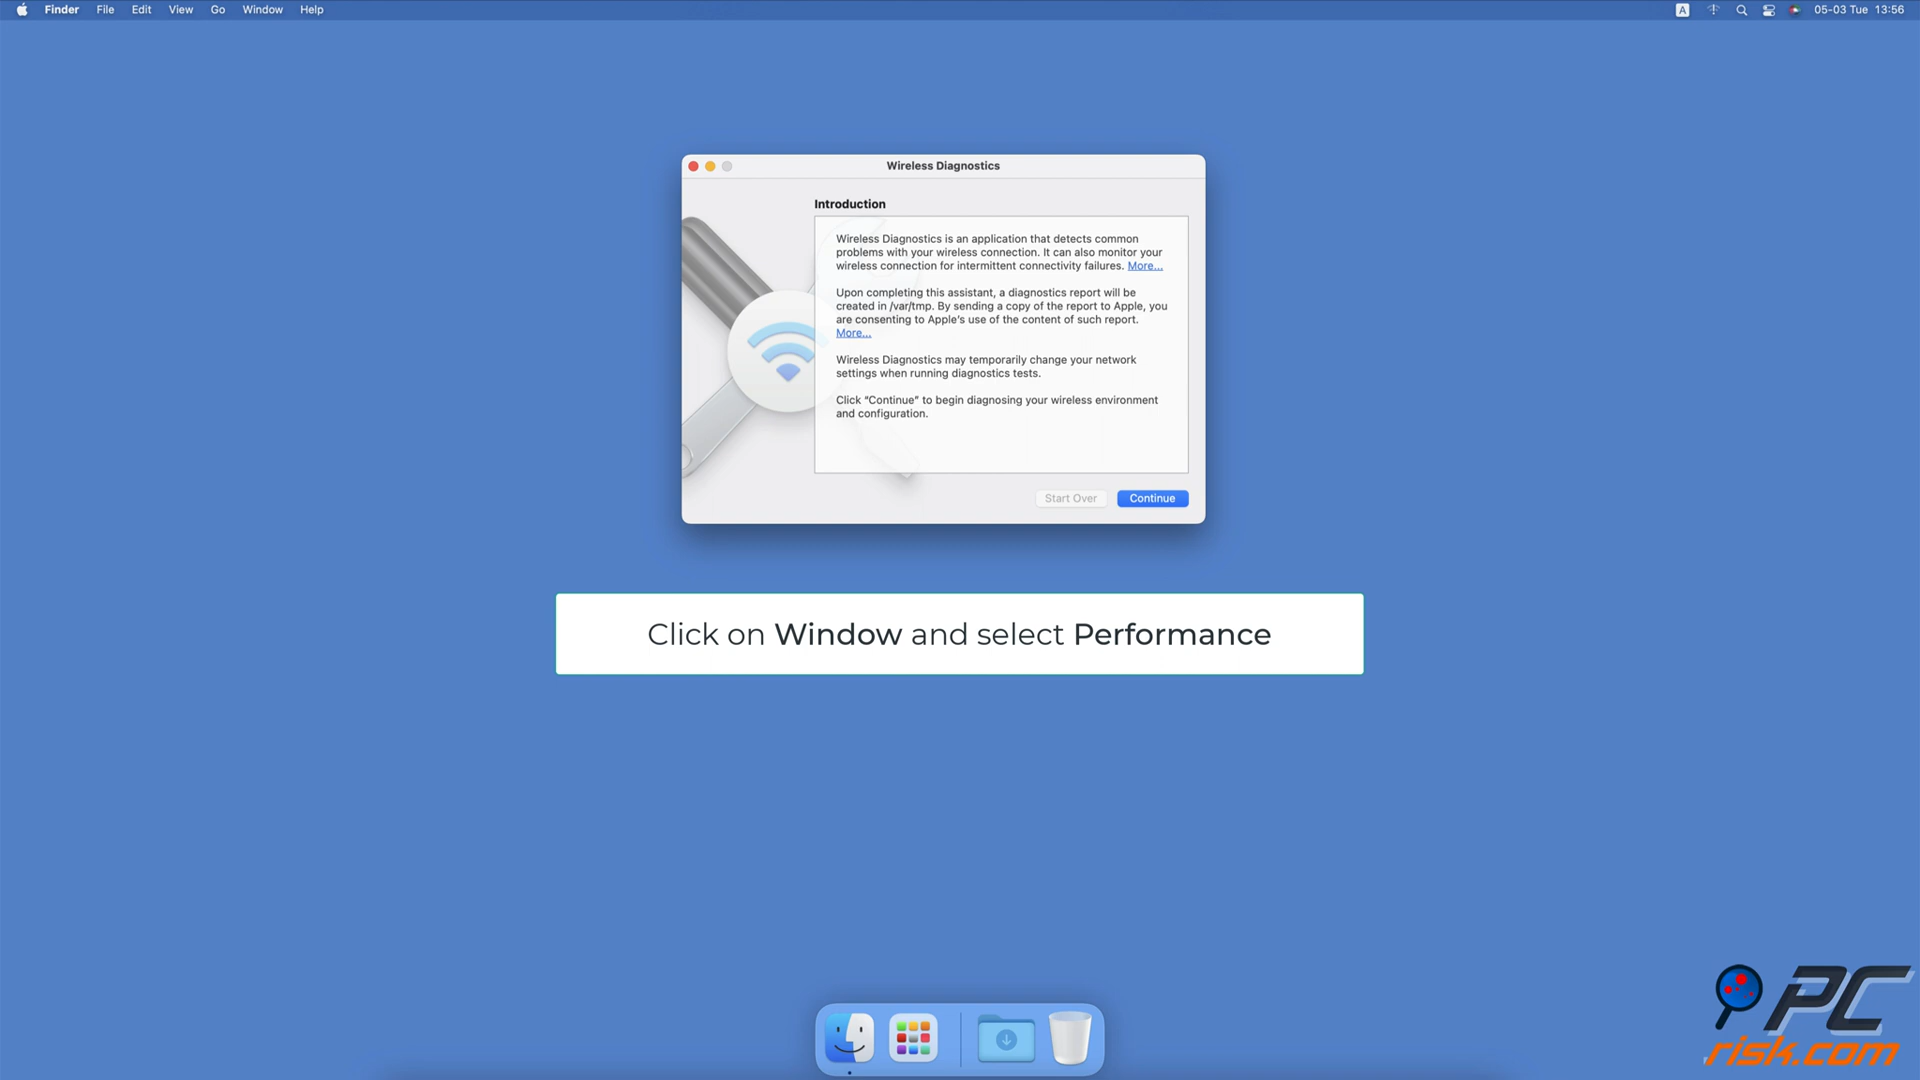 Finder File Edit View Go Window Help
A 05-03 Tue 13:56
Wireless Diagnostics
Introduction
Wireless Diagnostics is an application that detects common
problems with your wireless connection. It can also monitor your
wireless connection for intermittent connectivity failures. More...
Upon completing this assistant, a diagnostics report will be
created in /var/tmp. By sending a copy of the report to Apple, you
are consenting to Apple's use of the content of such report.
More...
Wireless Diagnostics may temporarily change your network
settings when running diagnostics tests.
Click “Continue” to begin diagnosing your wireless environment
and configuration.
Start Over Continue
Click on Window and select Performance
PC
risk.com